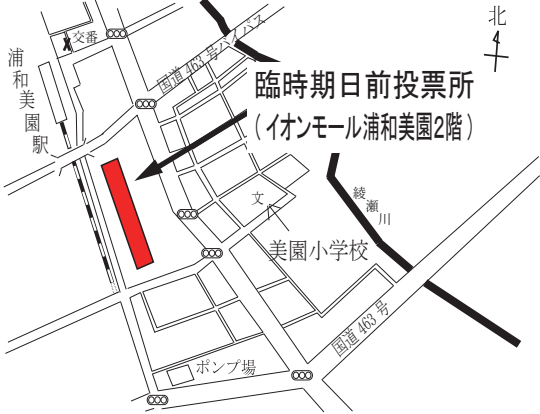 北
交番
国道463号バイパス
浦和美園駅
臨時期日前投票所
(イオンモール浦和美園2階)
文
綾瀬川
美園小学校
国道463号
ポンプ場